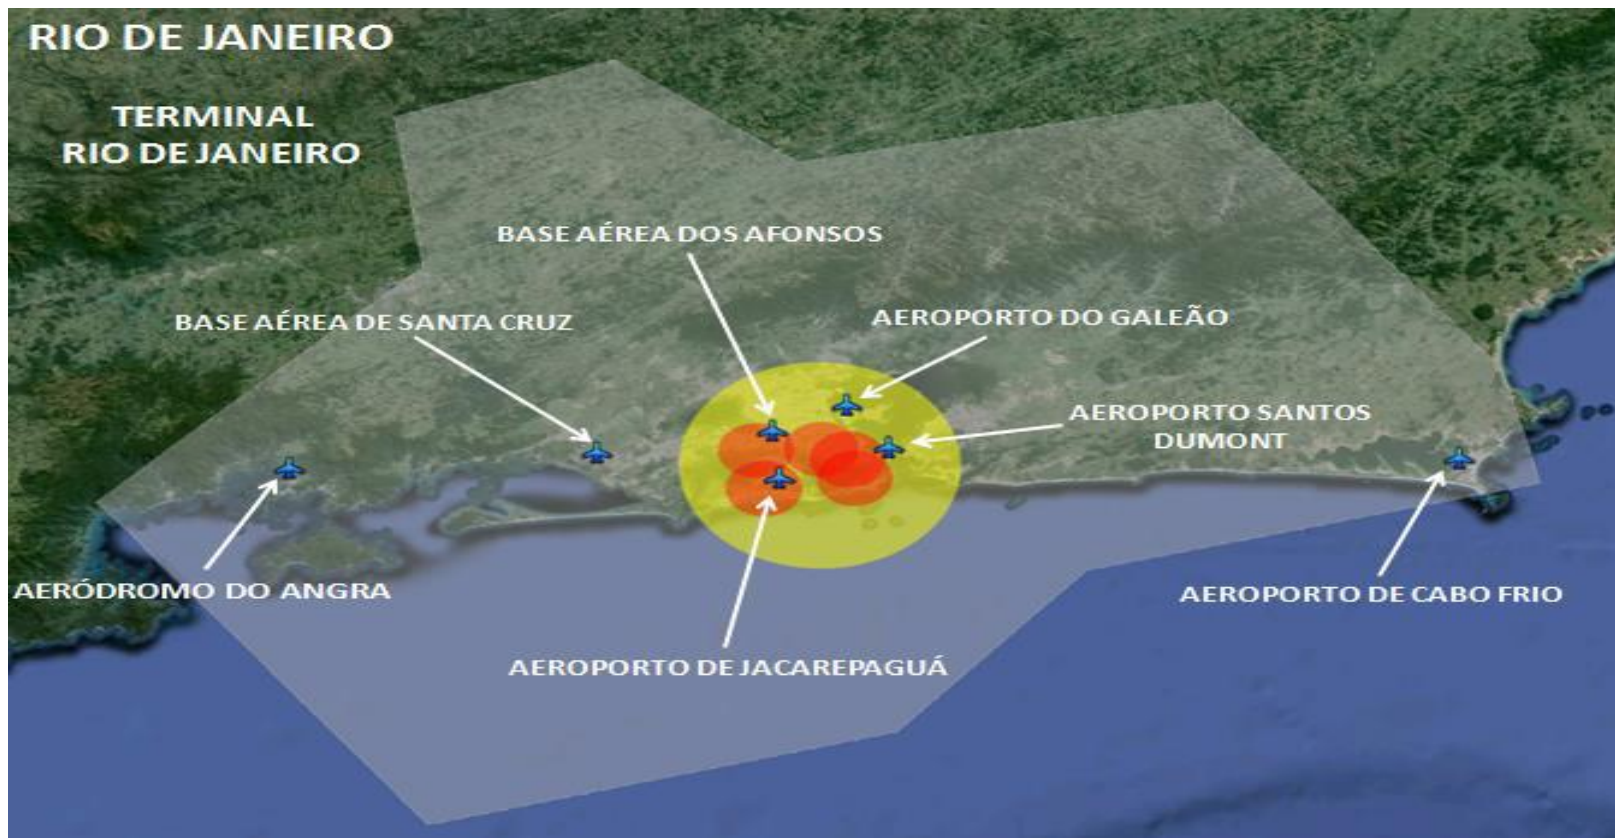 RIO DE JANEIRO
TERMINAL
RIO DE JANEIRO
BASE AÉREA DOS AFONSOS
BASE AÉREA DE SANTA CRUZ
AEROPORTO DO GALEÃO
AEROPORTO SANTOS
DUMONT
AERÓDROMO DO ANGRA
AEROPORTO DE CABO FRIO
AEROPORTO DE JACAREPAGUÁ